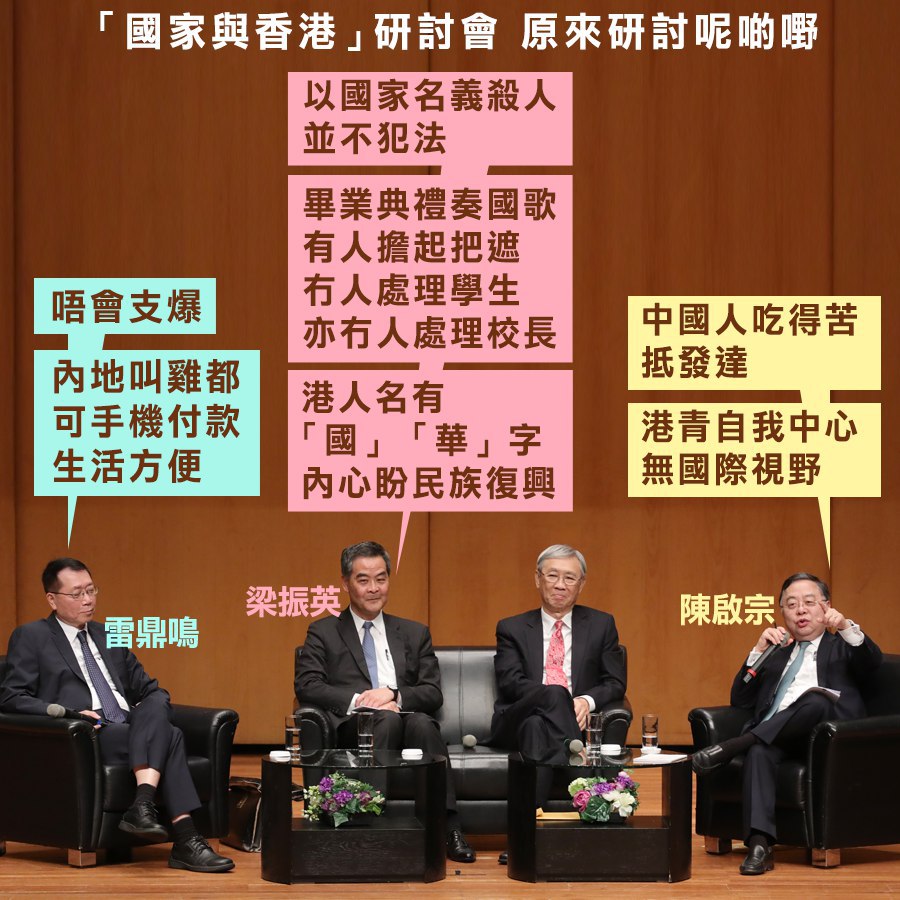 「國家與香港」研討會 原來研討呢啲嘢
以國家名義殺人
並不犯法
畢業典禮奏國歌
有人擔起把遮
冇人處理學生
亦冇人處理校長
港人名有
「國」「華」字
內心盼民族復興
唔會支爆
內地叫雞都
可手機付款
生活方便
中國人吃得苦
抵發達
港青自我中心
無國際視野
雷鼎鳴
梁振英
陳啟宗